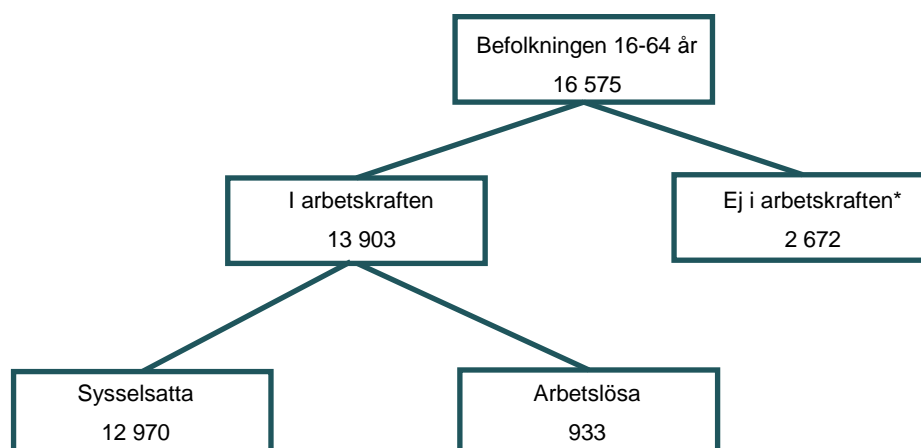 Befolkningen 16-64 år
16 575
I arbetskraften
13 903
Ej i arbetskraften*
2 672
Sysselsatta
12 970
Arbetslösa
933